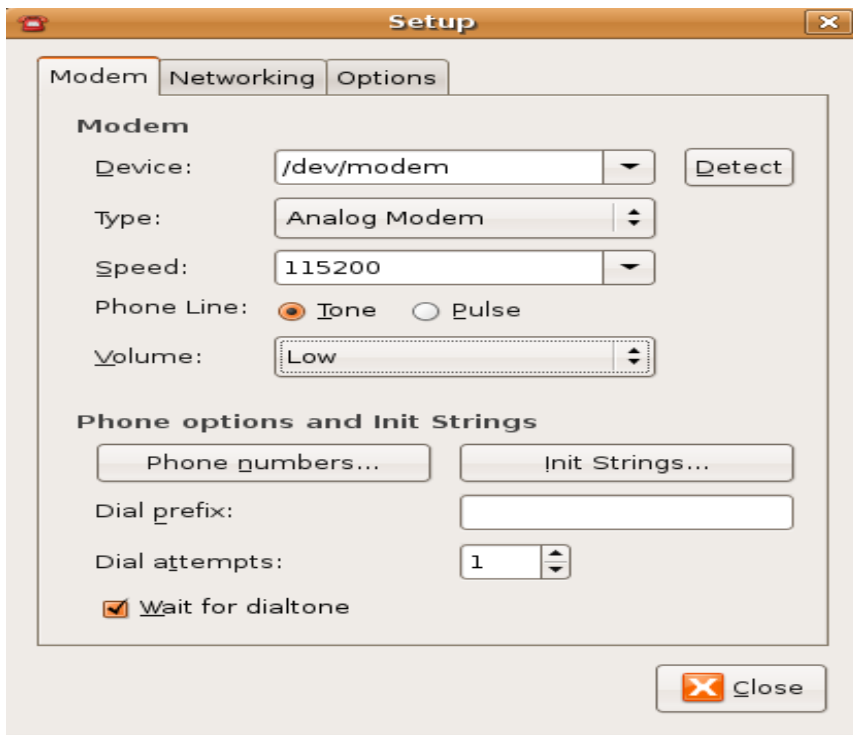 Setup
Modem Networking Options
Modem
Device: /dev/modem Detect
Type: Analog Modem
Speed: 115200
Phone Line: Tone Pulse
Volume: Low
Phone options and Init Strings
Phone numbers... Init Strings...
Dial prefix:
Dial attempts: 1
Wait for dialtone
Close